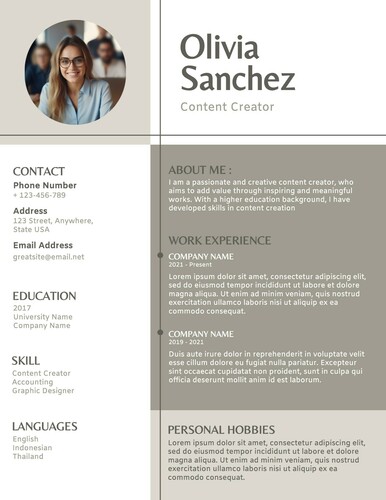 Olivia
Sanchez
Content Creator
CONTACT
Phone Number
+ 123-456-789
Address
123 Street, Anywhere,
State USA
Email Address
greatsite@email.net
EDUCATION
2017
University Name
Company Name
SKILL
Content Creator
Accounting
Graphic Designer
LANGUAGES
English
Indonesian
Thailand
ABOUT ME :
I am a passionate and creative content creator, who
aims to add value through inspiring and meaningful
works. With a higher education background, I have
developed skills in content creation
WORK EXPERIENCE
COMPANY NAME
2021 - Present
Lorem ipsum dolor sit amet, consectetur adipiscing elit,
sed do eiusmod tempor incididunt ut labore et dolore
magna aliqua. Ut enim ad minim veniam, quis nostrud
exercitation ullamco laboris nisi ut aliquip ex ea
commodo consequat.
COMPANY NAME
2019 - 2021
Duis aute irure dolor in reprehenderit in voluptate velit
esse cillum dolore eu fugiat nulla pariatur. Excepteur
sint occaecat cupidatat non proident, sunt in culpa qui
officia deserunt mollit anim id est laborum.
PERSONAL HOBBIES
Lorem ipsum dolor sit amet, consectetur adipiscing elit,
sed do eiusmod tempor incididunt ut labore et dolore
magna aliqua. Ut enim ad minim veniam, quis nostrud
exercitation ullamco laboris nisi ut aliquip ex ea
commodo consequat.